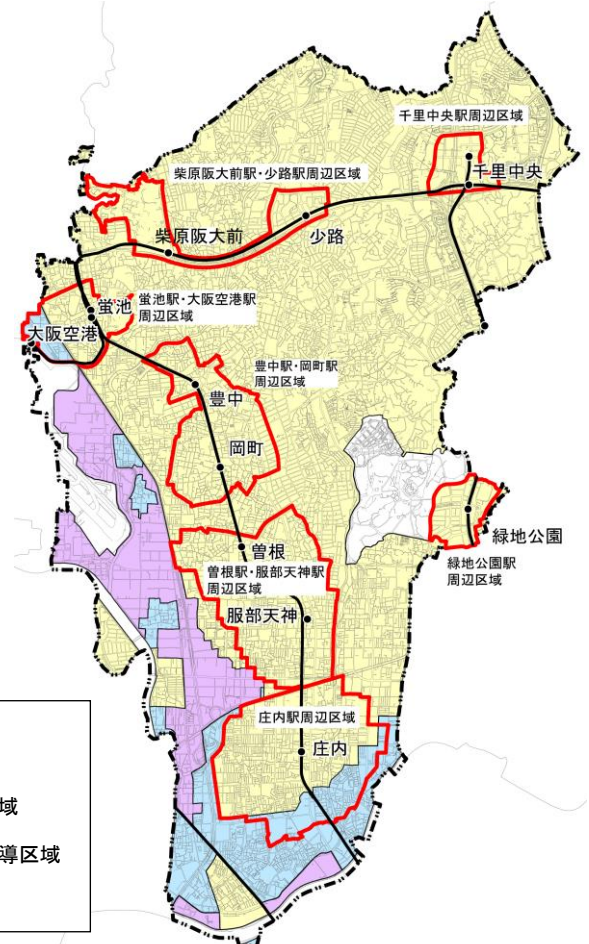 千里中央駅周辺区域
千里中央
柴原阪大前駅・少路駅周辺区域
柴原阪大前
少路
蛍池
蛍池駅・大阪空港駅
周辺区域
大阪空港
豊中駅・岡町駅
周辺区域
豊中
岡町
緑地公園
緑地公園駅
周辺区域
曽根
曽根駅・服部天神駅
周辺区域
服部天神
庄内駅周辺区域
庄内
域
導区域